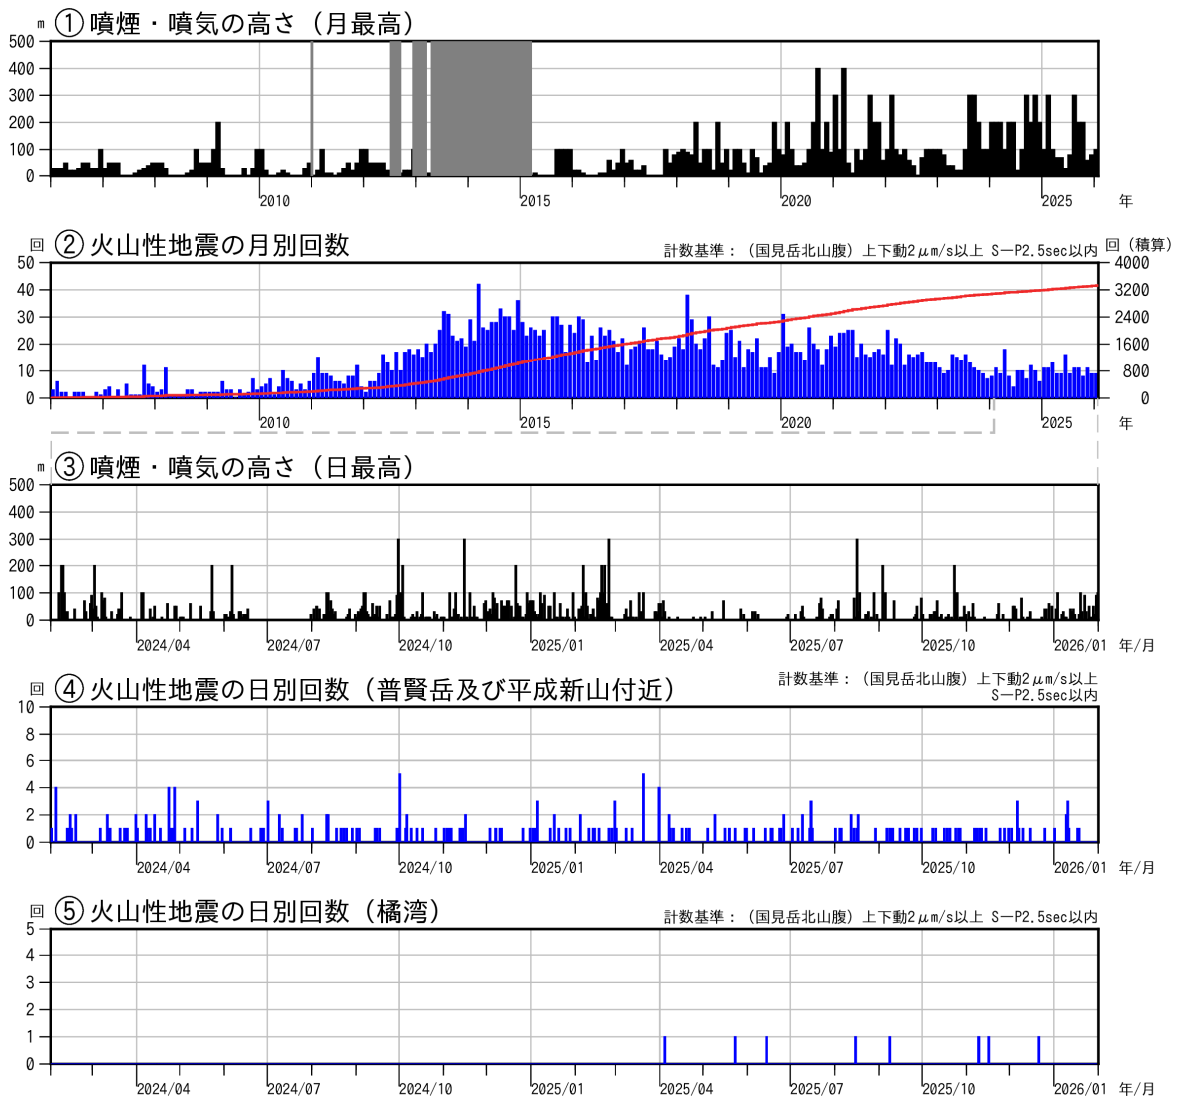 m ①噴煙・噴気の高さ（月最高）
500
400
300
200
100
0
2010 2015 2020 2025 年
回 ②火山性地震の月別回数 計数基準：（国見岳北山腹）上下動2μm/s以上 S－P2.5sec以内 回（積算）
50 4000
40 3200
30 2400
20 1600
10 800
0 0
2010 2015 2020 2025 年
m ③噴煙・噴気の高さ（日最高）
500
400
300
200
100
0
2024/04 2024/07 2024/10 2025/01 2025/04 2025/07 2025/10 2026/01 年/月
回 ④火山性地震の日別回数（普賢岳及び平成新山付近） 計数基準：（国見岳北山腹）上下動2μm/s以上
S－P2.5sec以内
10
8
6
4
2
0
2024/04 2024/07 2024/10 2025/01 2025/04 2025/07 2025/10 2026/01 年/月
回 ⑤火山性地震の日別回数（橘湾） 計数基準：（国見岳北山腹）上下動2μm/s以上 S－P2.5sec以内
5
4
3
2
1
0
2024/04 2024/07 2024/10 2025/01 2025/04 2025/07 2025/10 2026/01 年/月